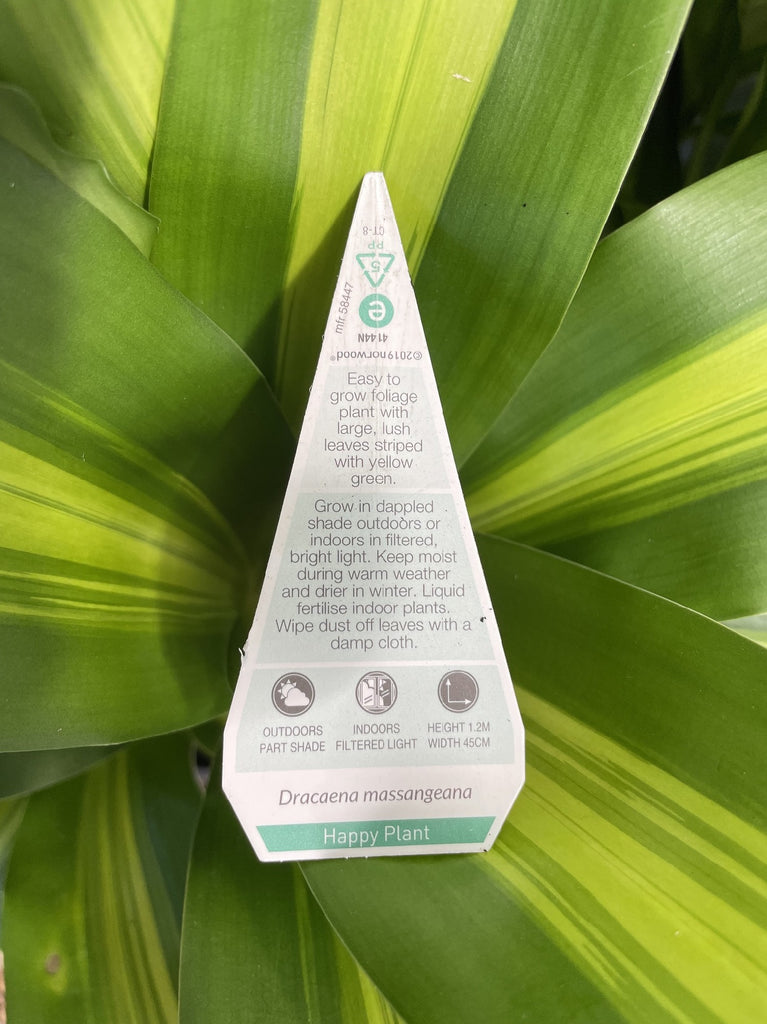 CT-8
PP
5
e
mfr 58447
4144N
©2019norwood®
Easy to
grow foliage
plant with
large, lush
leaves striped
with yellow
green.
Grow in dappled
shade outdoors or
indoors in filtered,
bright light. Keep moist
during warm weather
and drier in winter. Liquid
fertilise indoor plants.
Wipe dust off leaves with a
damp cloth.
OUTDOORS
PART SHADE
INDOORS
FILTERED LIGHT
HEIGHT 1.2M
WIDTH 45CM
Dracaena massangeana
Happy Plant